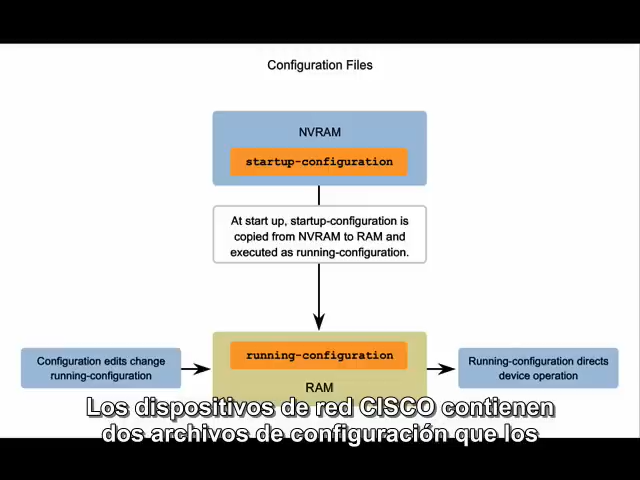 Configuration Files
NVRAM
startup-configuration
At start up, startup-configuration is
copied from NVRAM to RAM and
executed as running-configuration.
Configuration edits change
running-configuration
running-configuration
RAM
Running-configuration directs
device operation
Los dispositivos de red CISCO contienen
dos archivos de configuración que los